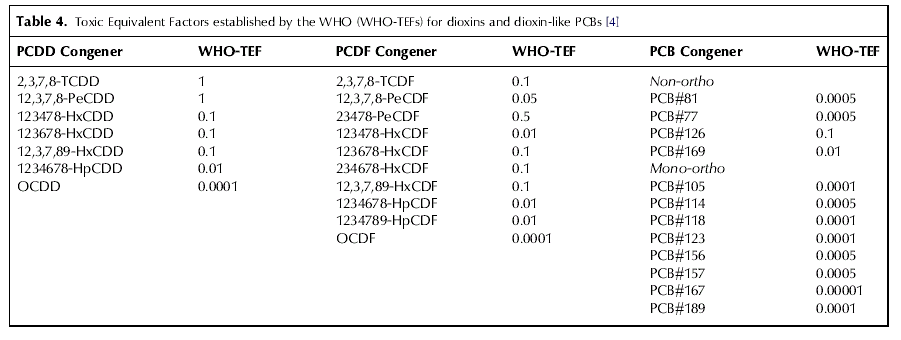 Table 4. Toxic Equivalent Factors established by the WHO (WHO-TEFs) for dioxins and dioxin-like PCBs [4]
PCDD Congener WHO-TEF PCDF Congener WHO-TEF PCB Congener WHO-TEF
2,3,7,8-TCDD 1 2,3,7,8-TCDF 0.1 Non-ortho
12,3,7,8-PeCDD 1 12,3,7,8-PeCDF 0.05 PCB#81 0.0005
123478-HxCDD 0.1 23478-PeCDF 0.5 PCB#77 0.0005
123678-HxCDD 0.1 123478-HxCDF 0.01 PCB#126 0.1
12,3,7,89-HxCDD 0.1 123678-HxCDF 0.1 PCB#169 0.01
1234678-HpCDD 0.01 234678-HxCDF 0.1 Mono-ortho
OCDD 0.0001 12,3,7,89-HxCDF 0.1 PCB#105 0.0001
1234678-HpCDF 0.01 PCB#114 0.0005
1234789-HpCDF 0.01 PCB#118 0.0001
OCDF 0.0001 PCB#123 0.0001
PCB#156 0.0005
PCB#157 0.0005
PCB#167 0.00001
PCB#189 0.0001